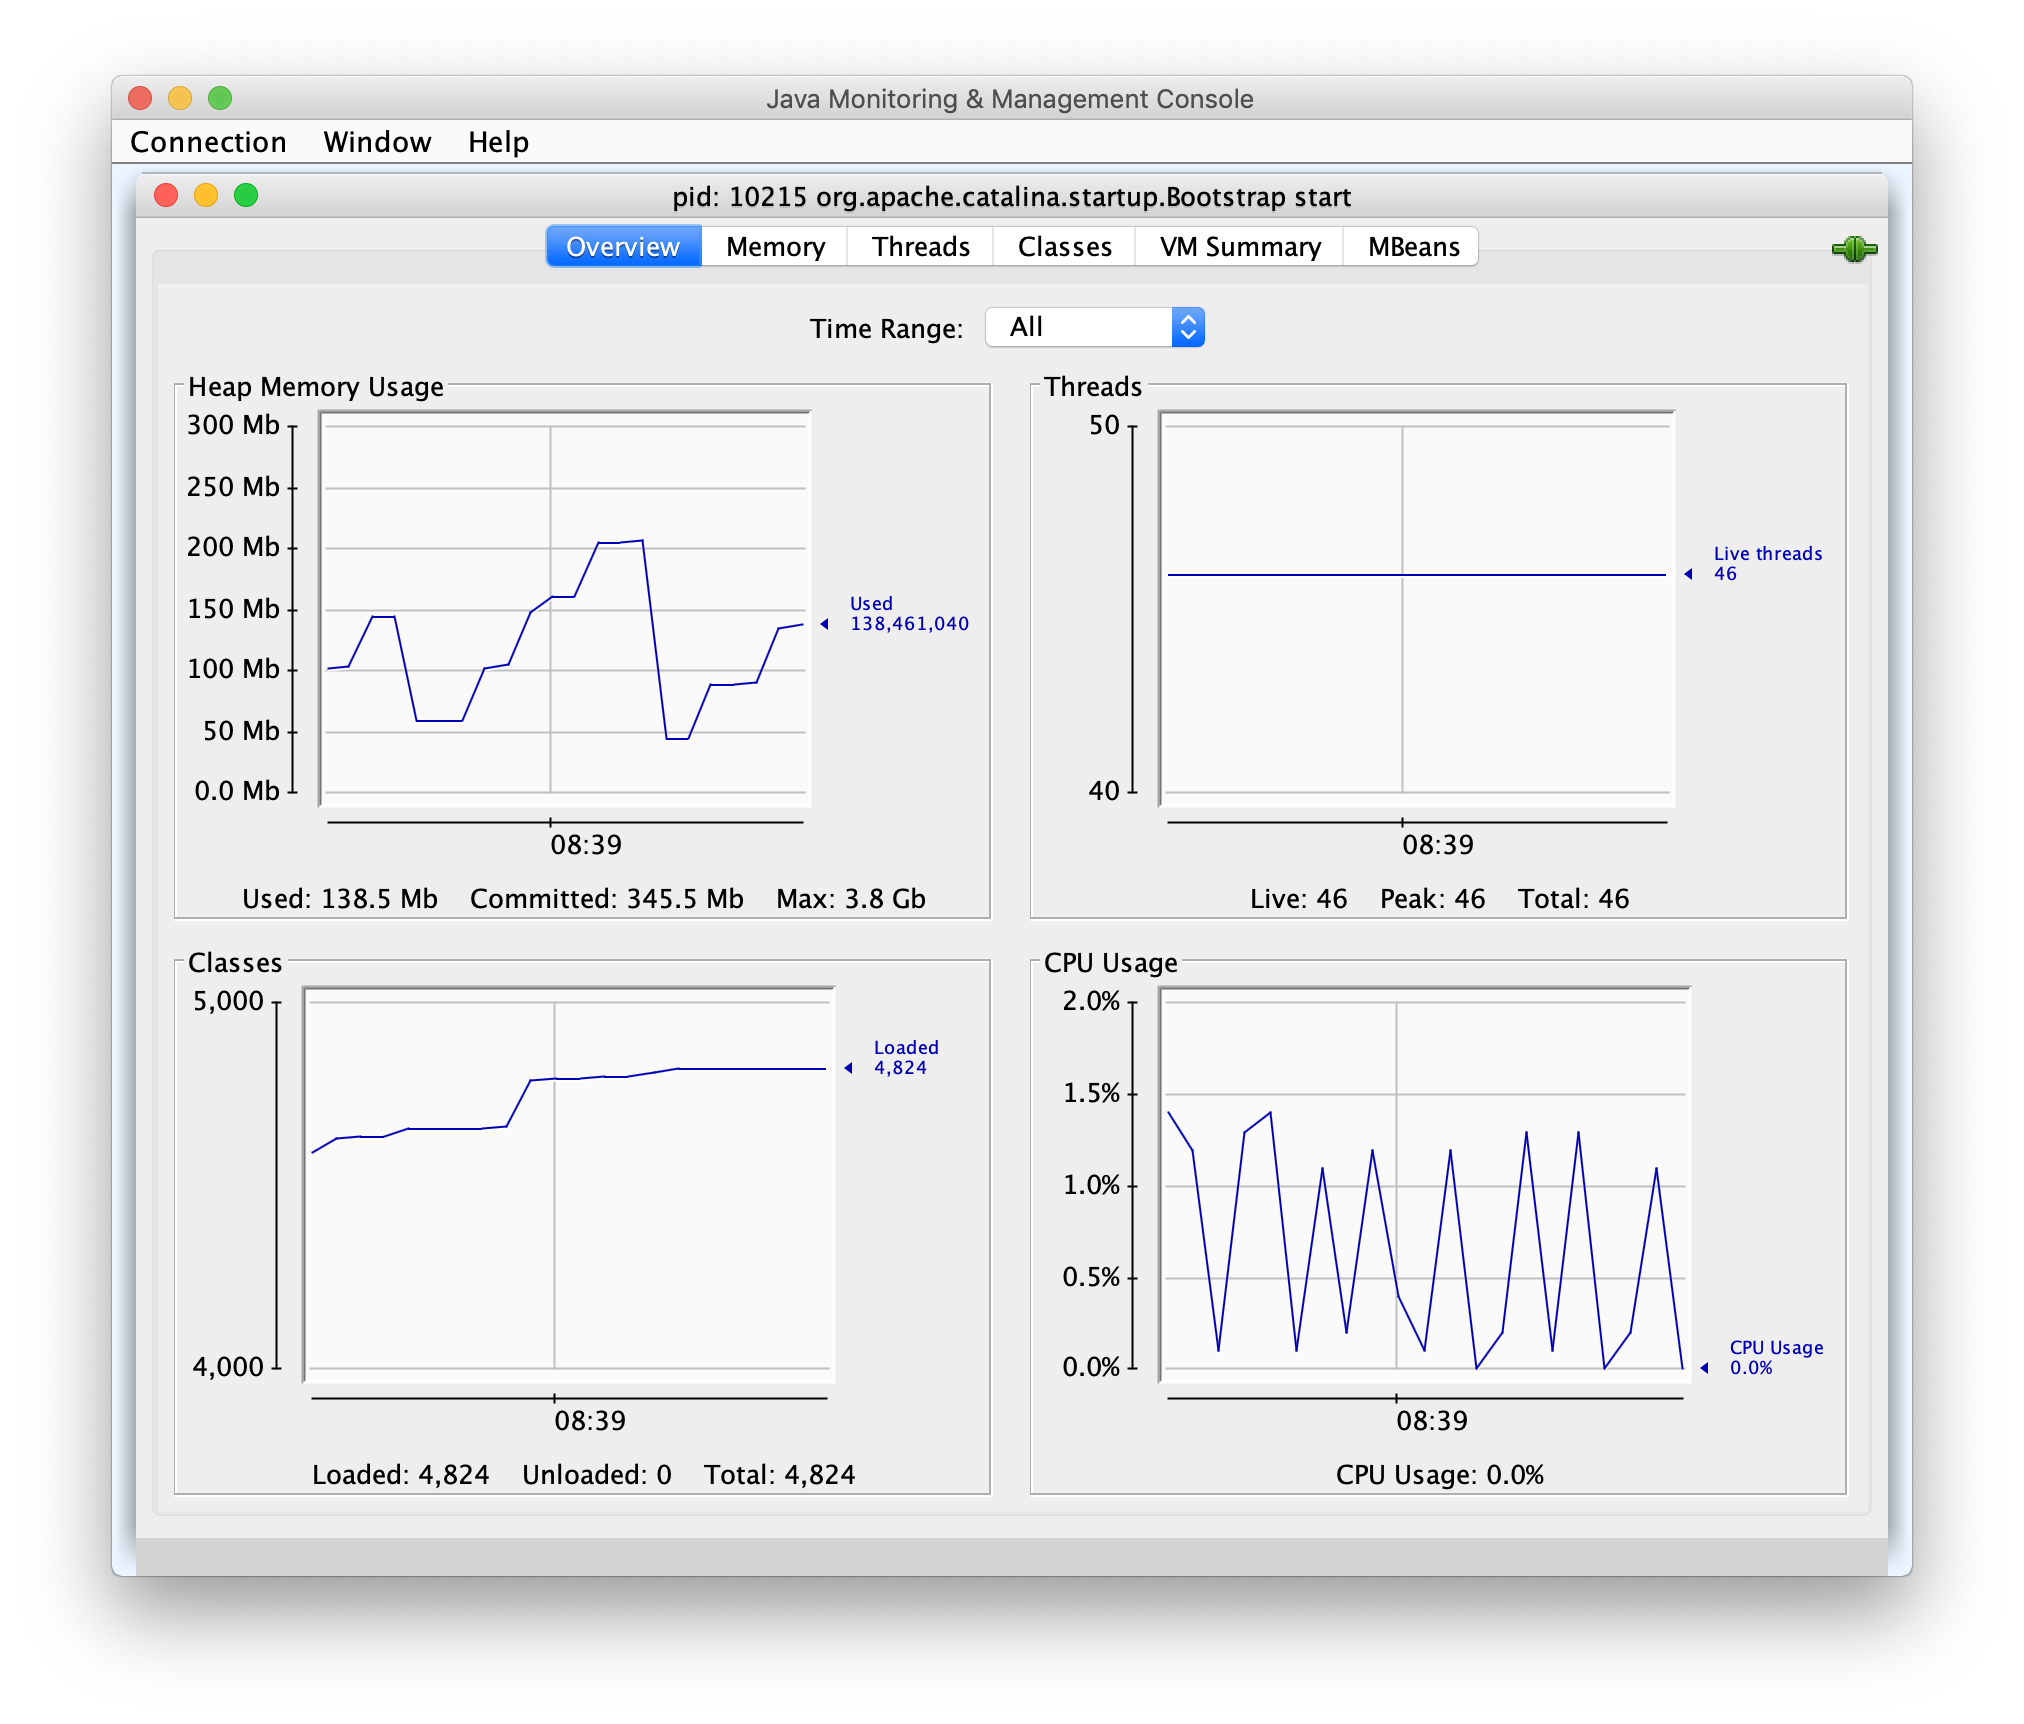 Java Monitoring & Management Console
Connection Window Help
pid: 10215 org.apache.catalina.startup.Bootstrap start
Overview Memory Threads Classes VM Summary MBeans
Time Range: All
Heap Memory Usage
300 Mb
250 Mb
200 Mb
150 Mb
100 Mb
50 Mb
0.0 Mb
Used
138,461,040
08:39
Used: 138.5 Mb Committed: 345.5 Mb Max: 3.8 Gb
Threads
50
40
Live threads
46
08:39
Live: 46 Peak: 46 Total: 46
Classes
5,000
4,000
Loaded
4,824
08:39
Loaded: 4,824 Unloaded: 0 Total: 4,824
CPU Usage
2.0%
1.5%
1.0%
0.5%
0.0%
CPU Usage
0.0%
08:39
CPU Usage: 0.0%